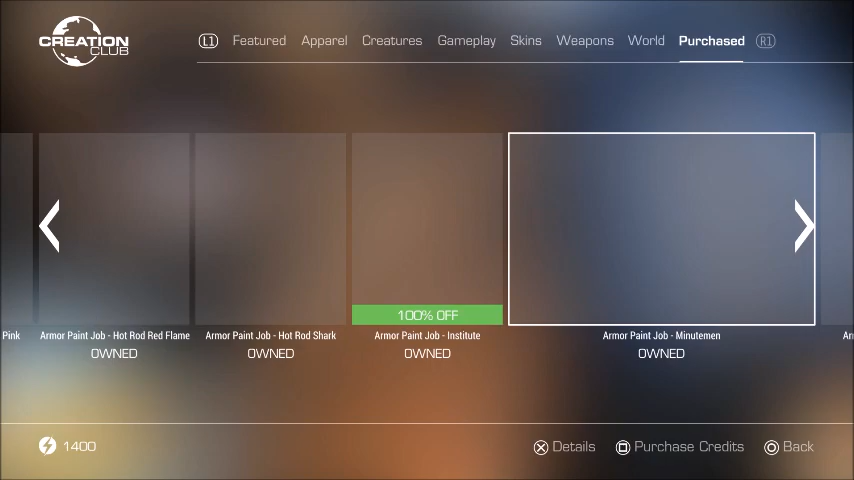 CREATION
CLUB
L1 Featured Apparel Creatures Gameplay Skins Weapons World Purchased R1
100% OFF
Pink Armor Paint Job - Hot Rod Red Flame Armor Paint Job - Hot Rod Shark Armor Paint Job - Institute Armor Paint Job - Minutemen
OWNED OWNED OWNED OWNED
1400 Details Purchase Credits Back